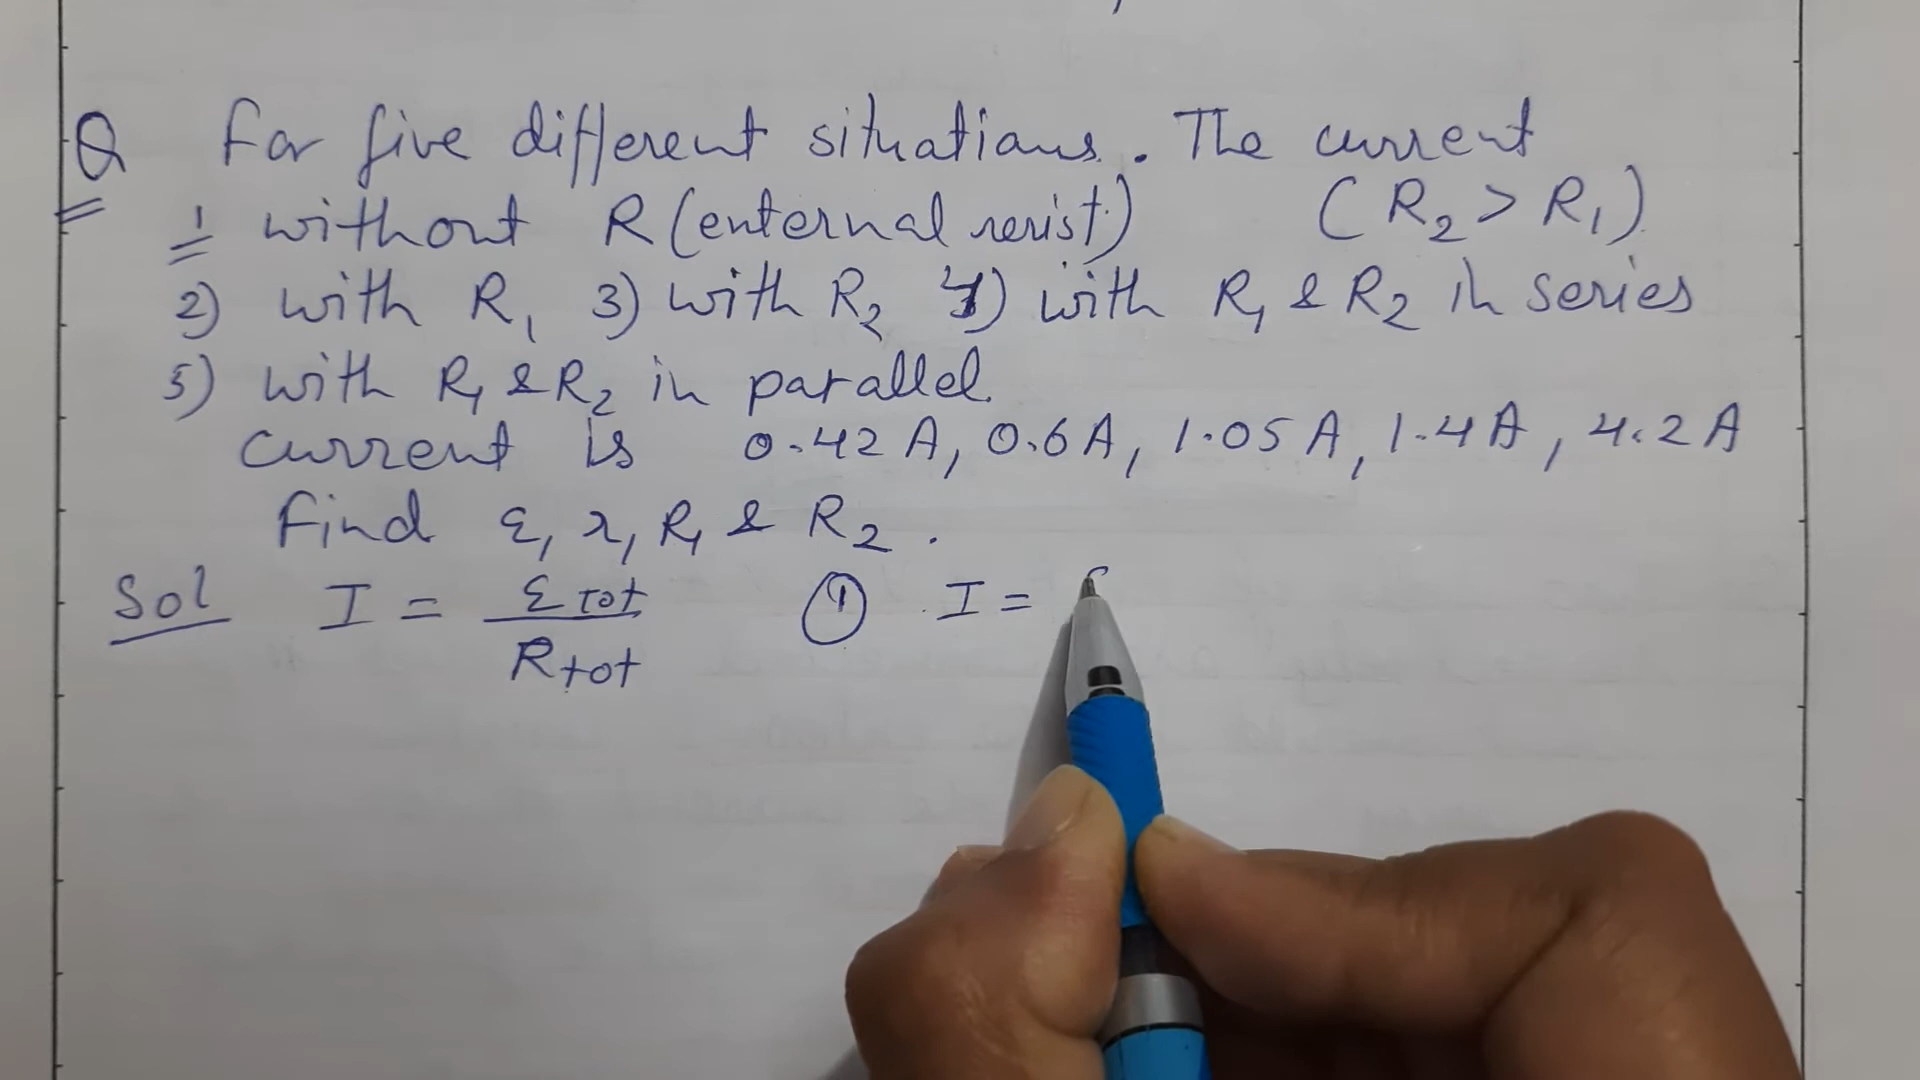 Q For five different situations. The current
1 without R (external resist.) (R₂ > R₁)
2) with R₁ 3) with R₂ 4) with R₁ & R₂ in series
5) with R₁ & R₂ in parallel.
current is 0.42 A, 0.6 A, 1.05 A, 1.4 A, 4.2 A
Find ε, r, R₁ & R₂.
Sol I = ε Tot / R tot ① I =